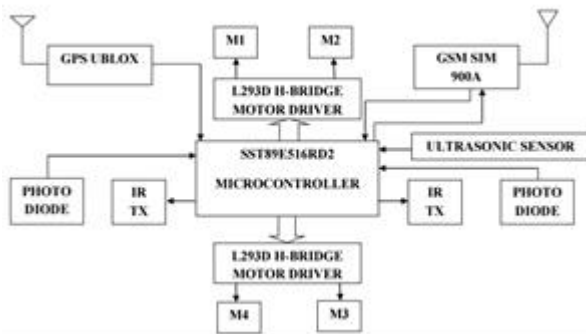 M1
M2
GPS UBLOX
GSM SIM
900A
L293D H-BRIDGE
MOTOR DRIVER
SST89E516RD2
MICROCONTROLLER
ULTRASONIC SENSOR
PHOTO
DIODE
IR
TX
IR
TX
PHOTO
DIODE
L293D H-BRIDGE
MOTOR DRIVER
M4
M3